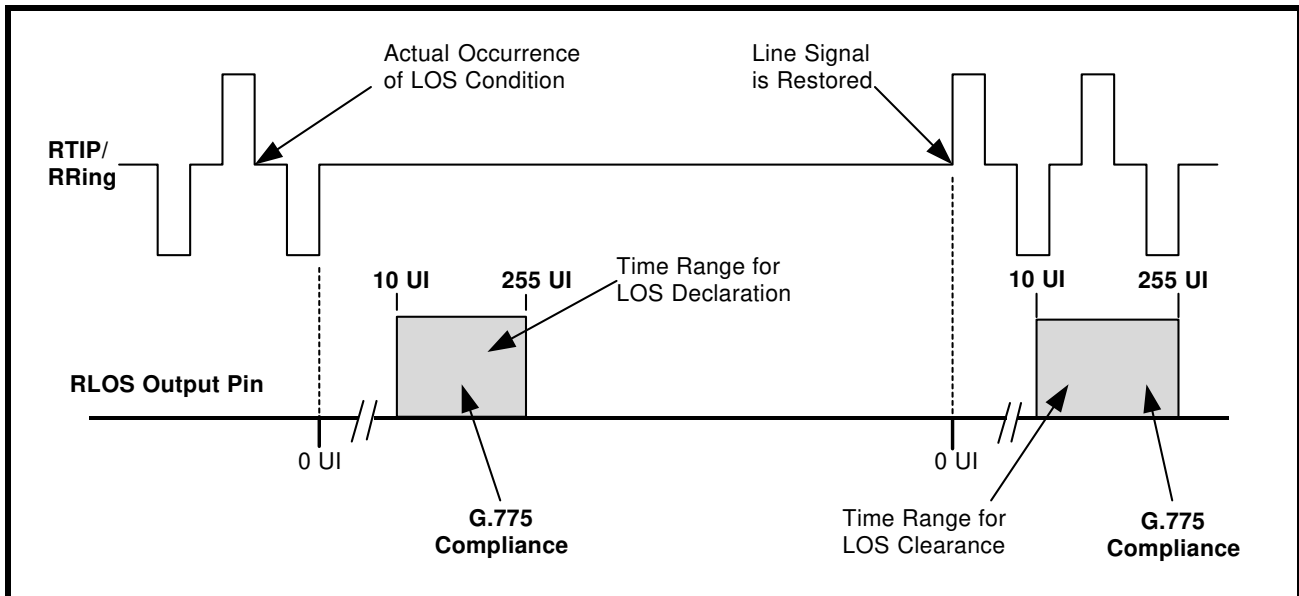 Actual Occurrence
of LOS Condition
Line Signal
is Restored
RTIP/
RRing
10 UI
255 UI
Time Range for
LOS Declaration
10 UI
255 UI
RLOS Output Pin
0 UI
0 UI
G.775
Compliance
Time Range for
LOS Clearance
G.775
Compliance